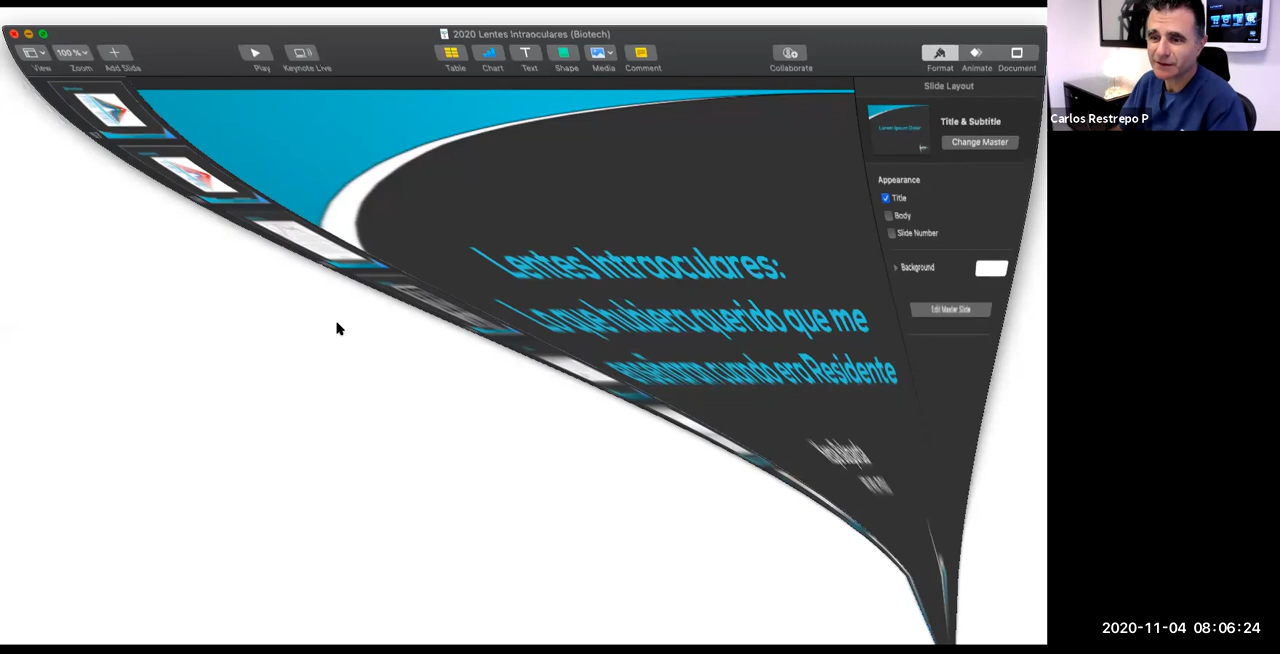 2020 Lentes Intraoculares (Biotech)
100 %
View Zoom Add Slide Play Keynote Live Table Chart Text Shape Media Comment Collaborate Format Animate Document
Slide Layout
Title & Subtitle
Change Master
Appearance
Title
Body
Slide Number
Background
Edit Master Slide
Lentes Intraoculares:
Lo que hubiera querido que me
enseñaran cuando era Residente
Carlos Restrepo P
2020-11-04 08:06:24